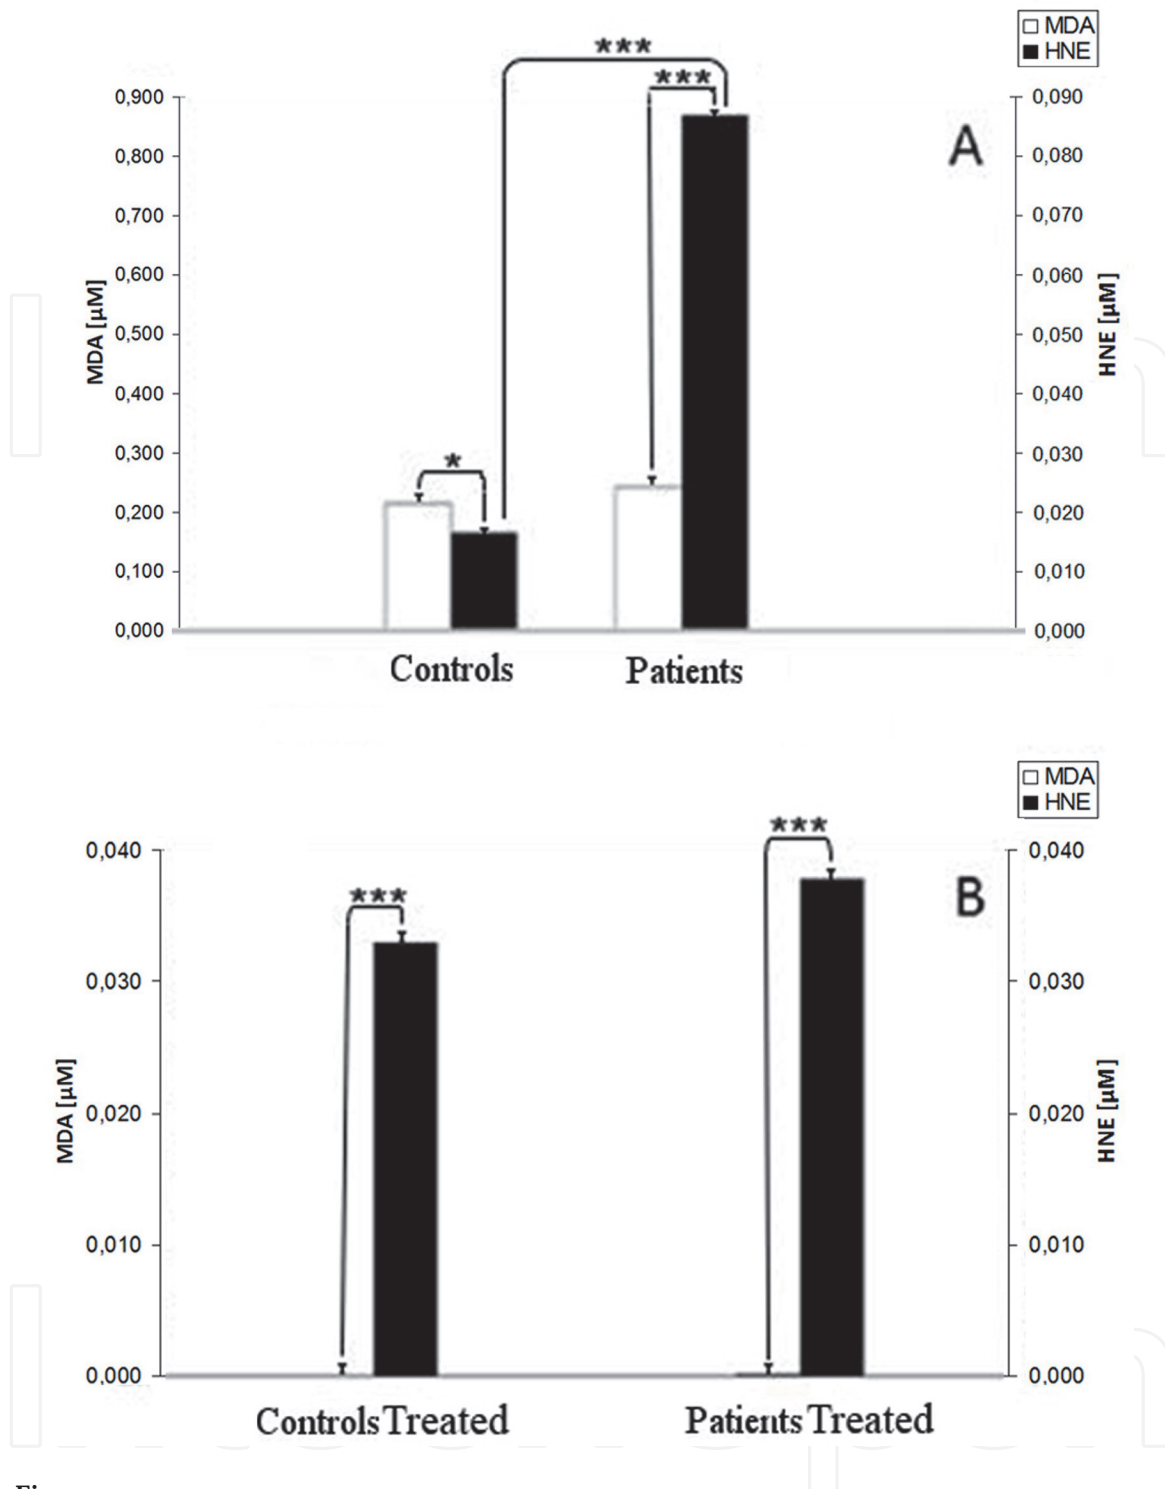 MDA
HNE
***
***
0,900
0,800
0,700
0,600
0,500
0,400
0,300
0,200
0,100
0,000
MDA [µM]
*
A
0,090
0,080
0,070
0,060
0,050
0,040
0,030
0,020
0,010
0,000
HNE [µM]
Controls Patients
MDA
HNE
***
***
0,040
0,030
0,020
0,010
0,000
MDA [µM]
B
0,040
0,030
0,020
0,010
0,000
HNE [µM]
Controls Treated Patients Treated